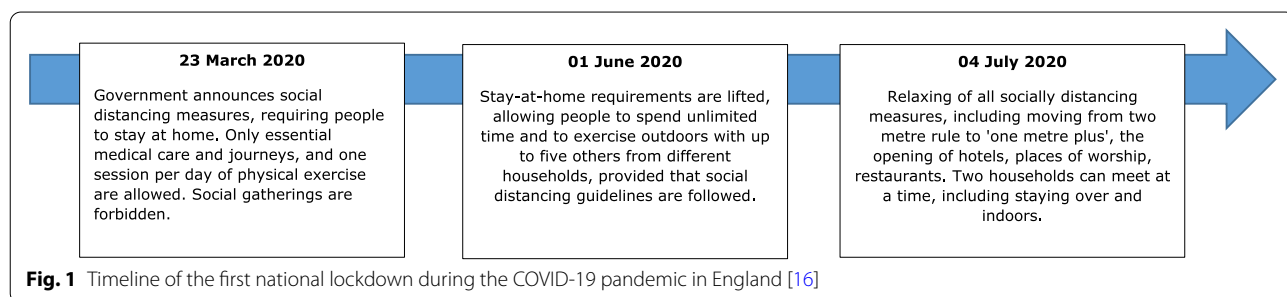 23 March 2020
Government announces social
distancing measures, requiring people
to stay at home. Only essential
medical care and journeys, and one
session per day of physical exercise
are allowed. Social gatherings are
forbidden.
01 June 2020
Stay-at-home requirements are lifted,
allowing people to spend unlimited
time and to exercise outdoors with up
to five others from different
households, provided that social
distancing guidelines are followed.
04 July 2020
Relaxing of all socially distancing
measures, including moving from two
metre rule to 'one metre plus', the
opening of hotels, places of worship,
restaurants. Two households can meet at
a time, including staying over and
indoors.
Fig. 1 Timeline of the first national lockdown during the COVID-19 pandemic in England [16]